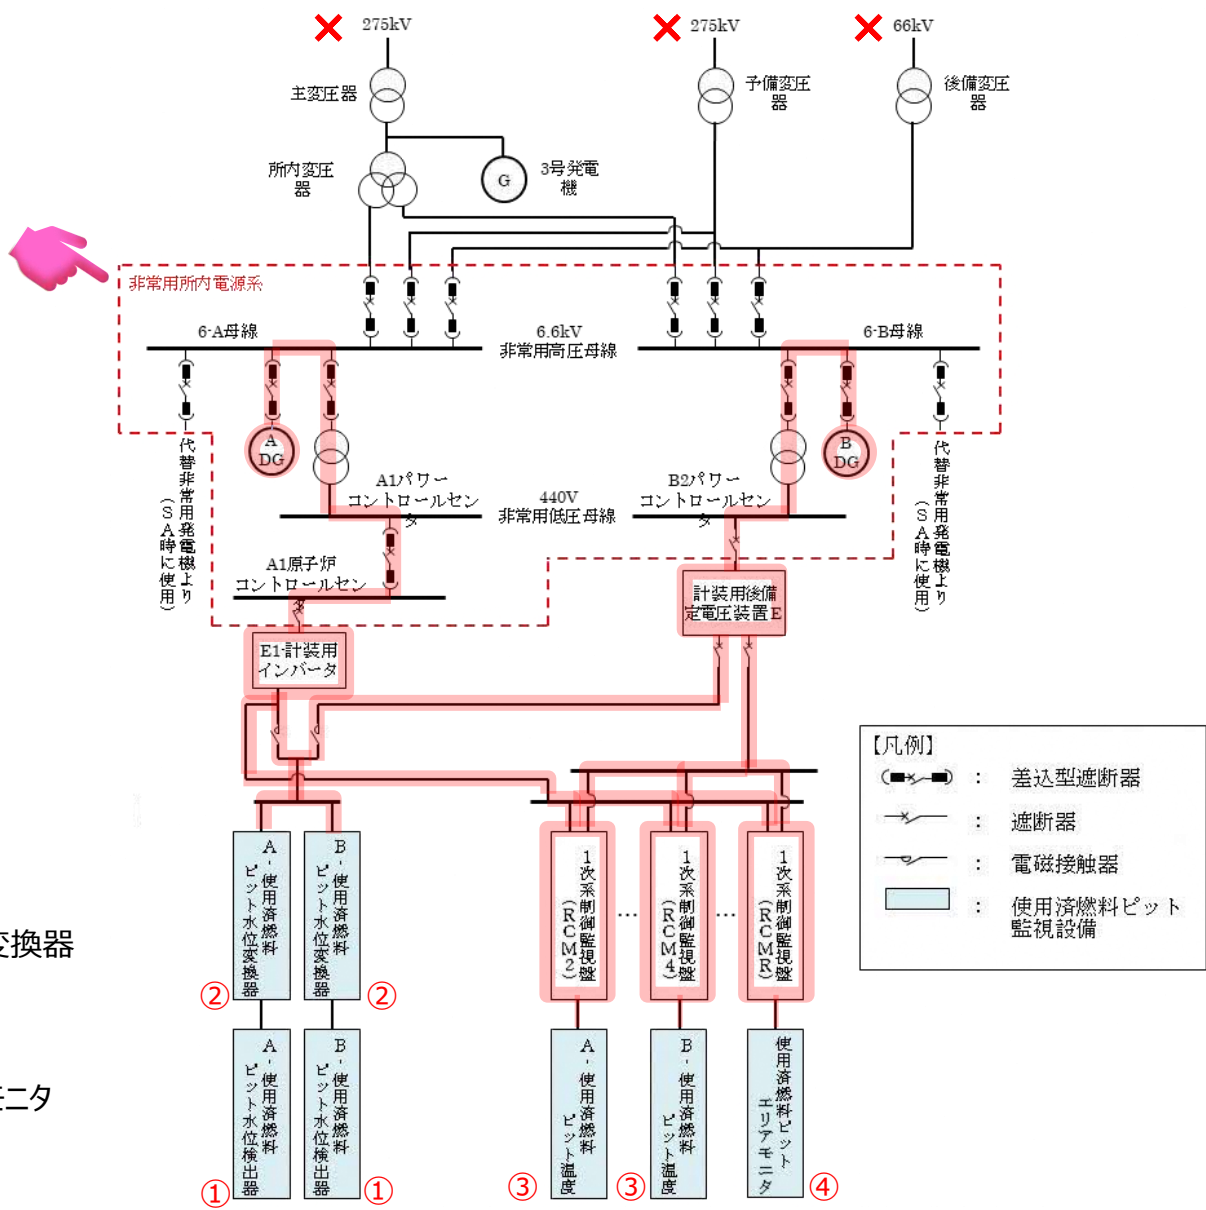 275kV
275kV
66kV
主変圧器
予備変圧
器
後備変圧
器
所内変圧
器
G
3号発電
機
非常用所内電源系
6-A母線
6.6kV
非常用高圧母線
6-B母線
A
DG
B
DG
代替非常用発電機より
(SA時に使用)
代替非常用発電機より
(SA時に使用)
A1パワー
コントロールセン
タ
440V
非常用低圧母線
B2パワー
コントロールセン
タ
A1原子炉
コントロールセン
タ
計装用後備
定電圧装置E
E1-計装用
インバータ
【凡例】
: 差込型遮断器
: 遮断器
: 電磁接触器
: 使用済燃料ピット
監視設備
A-使用済燃料
ピット水位変換器
②
B-使用済燃料
ピット水位変換器
②
1次系制御監視盤
(RCM2)
…
1次系制御監視盤
(RCM4)
…
1次系制御監視盤
(RCMR)
変換器
A-使用済燃料
ピット水位検出器
①
B-使用済燃料
ピット水位検出器
①
A-使用済燃料
ピット温度
③
B-使用済燃料
ピット温度
③
使用済燃料ピット
エリアモニタ
④
モニタ